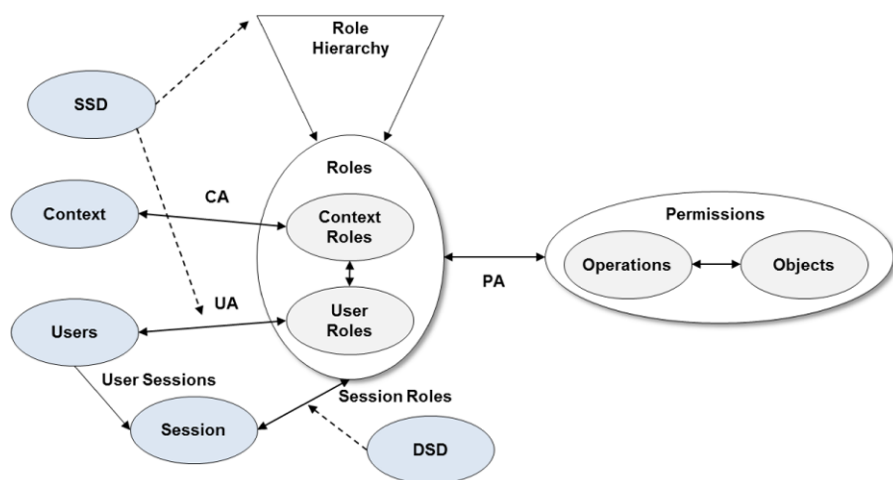 Role
Hierarchy
SSD
Roles
CA
Context
Context
Roles
Permissions
Operations
Objects
PA
UA
Users
User
Roles
User Sessions
Session Roles
Session
DSD